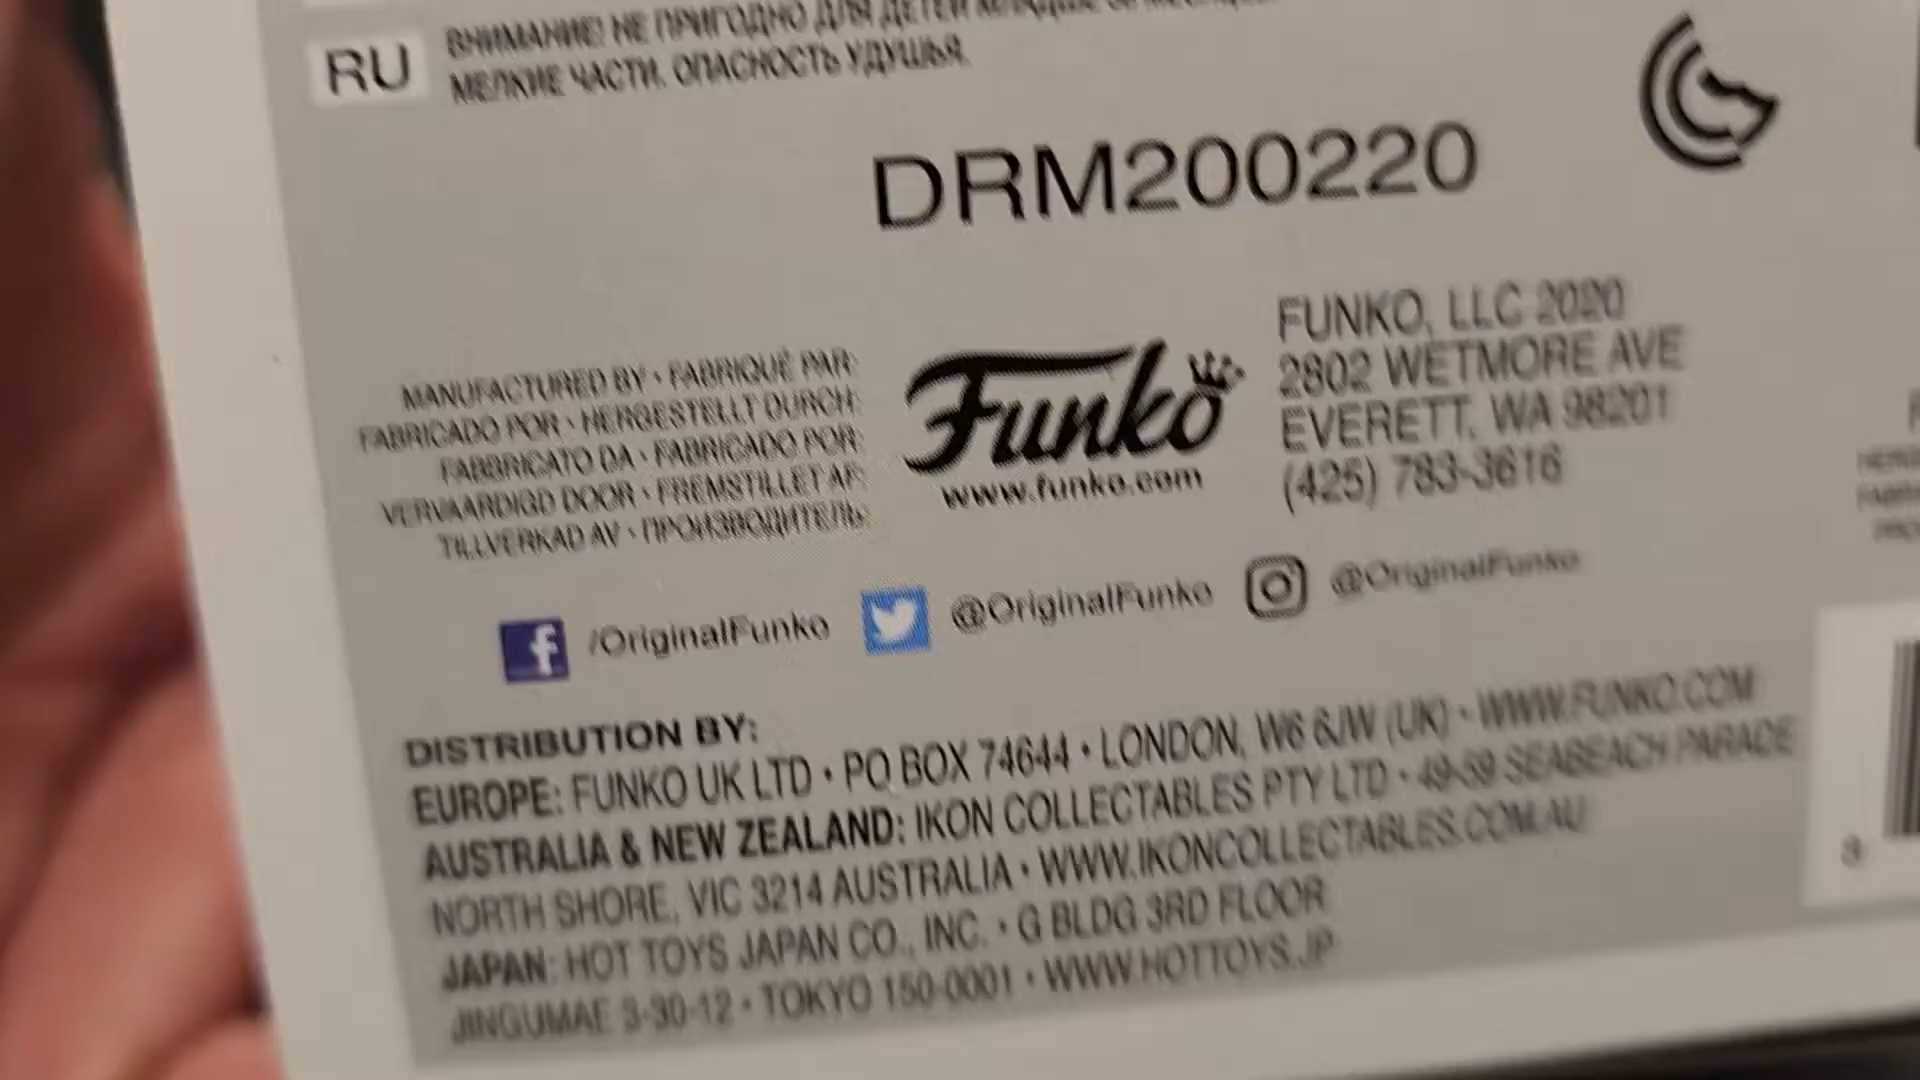 RU
ВНИМАНИЕ! НЕ ПРИГОДНО ДЛЯ ДЕТЕЙ МЛАДШЕ 36
МЕЛКИЕ ЧАСТИ. ОПАСНОСТЬ УДУШЬЯ.
DRM200220
MANUFACTURED BY • FABRIQUÉ PAR:
FABRICADO POR • HERGESTELLT DURCH:
FABBRICATO DA • FABRICADO POR:
VERVAARDIGD DOOR • FREMSTILLET AF:
TILLVERKAD AV • ПРОИЗВОДИТЕЛЬ:
Funko
www.funko.com
FUNKO, LLC 2020
2802 WETMORE AVE
EVERETT, WA 98201
(425) 783-3616
/OriginalFunko @OriginalFunko @OriginalFunko
DISTRIBUTION BY:
EUROPE: FUNKO UK LTD • PO BOX 74644 • LONDON, W6 6JW (UK) • WWW.FUNKO.COM
AUSTRALIA & NEW ZEALAND: IKON COLLECTABLES PTY LTD • 49-59 SEABEACH PARADE
NORTH SHORE, VIC 3214 AUSTRALIA • WWW.IKONCOLLECTABLES.COM.AU
JAPAN: HOT TOYS JAPAN CO., INC. • G BLDG 3RD FLOOR
JINGUMAE 3-30-12 • TOKYO 150-0001 • WWW.HOTTOYS.JP